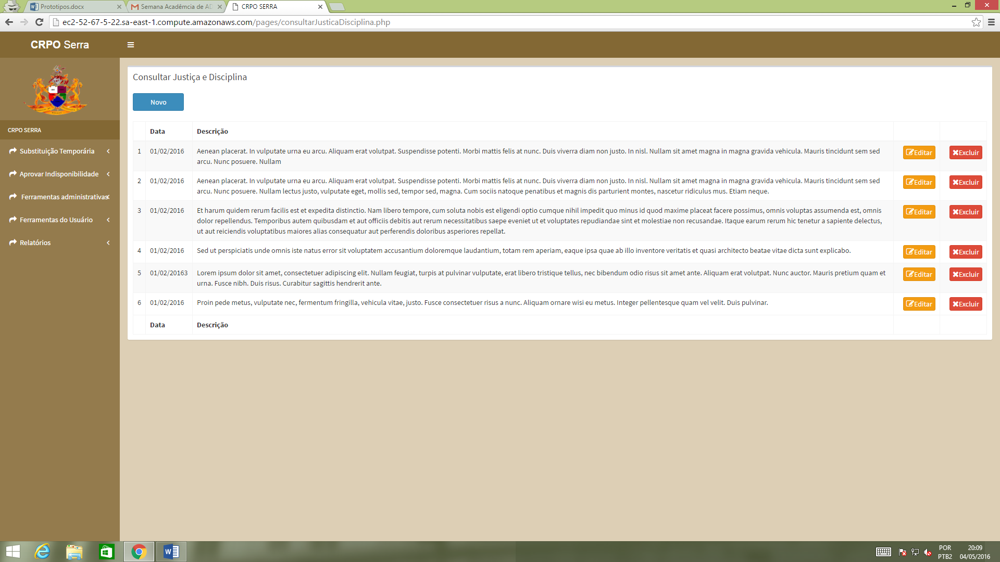 Prototipos.docx
Semana Acadêmcia de AD
CRPO SERRA
ec2-52-67-5-22.sa-east-1.compute.amazonaws.com/pages/consultarJusticaDisciplina.php
CRPO Serra
CRPO SERRA
Substituição Temporária
Aprovar Indisponibilidade
Ferramentas administrativas
Ferramentas do Usuário
Relatórios
Consultar Justiça e Disciplina
Novo
Data Descrição
1 01/02/2016 Aenean placerat. In vulputate urna eu arcu. Aliquam erat volutpat. Suspendisse potenti. Morbi mattis felis at nunc. Duis viverra diam non justo. In nisl. Nullam sit amet magna in magna gravida vehicula. Mauris tincidunt sem sed Editar Excluir
arcu. Nunc posuere. Nullam
2 01/02/2016 Aenean placerat. In vulputate urna eu arcu. Aliquam erat volutpat. Suspendisse potenti. Morbi mattis felis at nunc. Duis viverra diam non justo. In nisl. Nullam sit amet magna in magna gravida vehicula. Mauris tincidunt sem sed Editar Excluir
arcu. Nunc posuere. Nullam lectus justo, vulputate eget, mollis sed, tempor sed, magna. Cum sociis natoque penatibus et magnis dis parturient montes, nascetur ridiculus mus. Etiam neque.
3 01/02/2016 Et harum quidem rerum facilis est et expedita distinctio. Nam libero tempore, cum soluta nobis est eligendi optio cumque nihil impedit quo minus id quod maxime placeat facere possimus, omnis voluptas assumenda est, omnis Editar Excluir
dolor repellendus. Temporibus autem quibusdam et aut officiis debitis aut rerum necessitatibus saepe eveniet ut et voluptates repudiandae sint et molestiae non recusandae. Itaque earum rerum hic tenetur a sapiente delectus,
ut aut reiciendis voluptatibus maiores alias consequatur aut perferendis doloribus asperiores repellat.
4 01/02/2016 Sed ut perspiciatis unde omnis iste natus error sit voluptatem accusantium doloremque laudantium, totam rem aperiam, eaque ipsa quae ab illo inventore veritatis et quasi architecto beatae vitae dicta sunt explicabo. Editar Excluir
5 01/02/20163 Lorem ipsum dolor sit amet, consectetuer adipiscing elit. Nullam feugiat, turpis at pulvinar vulputate, erat libero tristique tellus, nec bibendum odio risus sit amet ante. Aliquam erat volutpat. Nunc auctor. Mauris pretium quam et Editar Excluir
urna. Fusce nibh. Duis risus. Curabitur sagittis hendrerit ante.
6 01/02/2016 Proin pede metus, vulputate nec, fermentum fringilla, vehicula vitae, justo. Fusce consectetuer risus a nunc. Aliquam ornare wisi eu metus. Integer pellentesque quam vel velit. Duis pulvinar. Editar Excluir
Data Descrição
POR 20:09
PTB2 04/05/2016